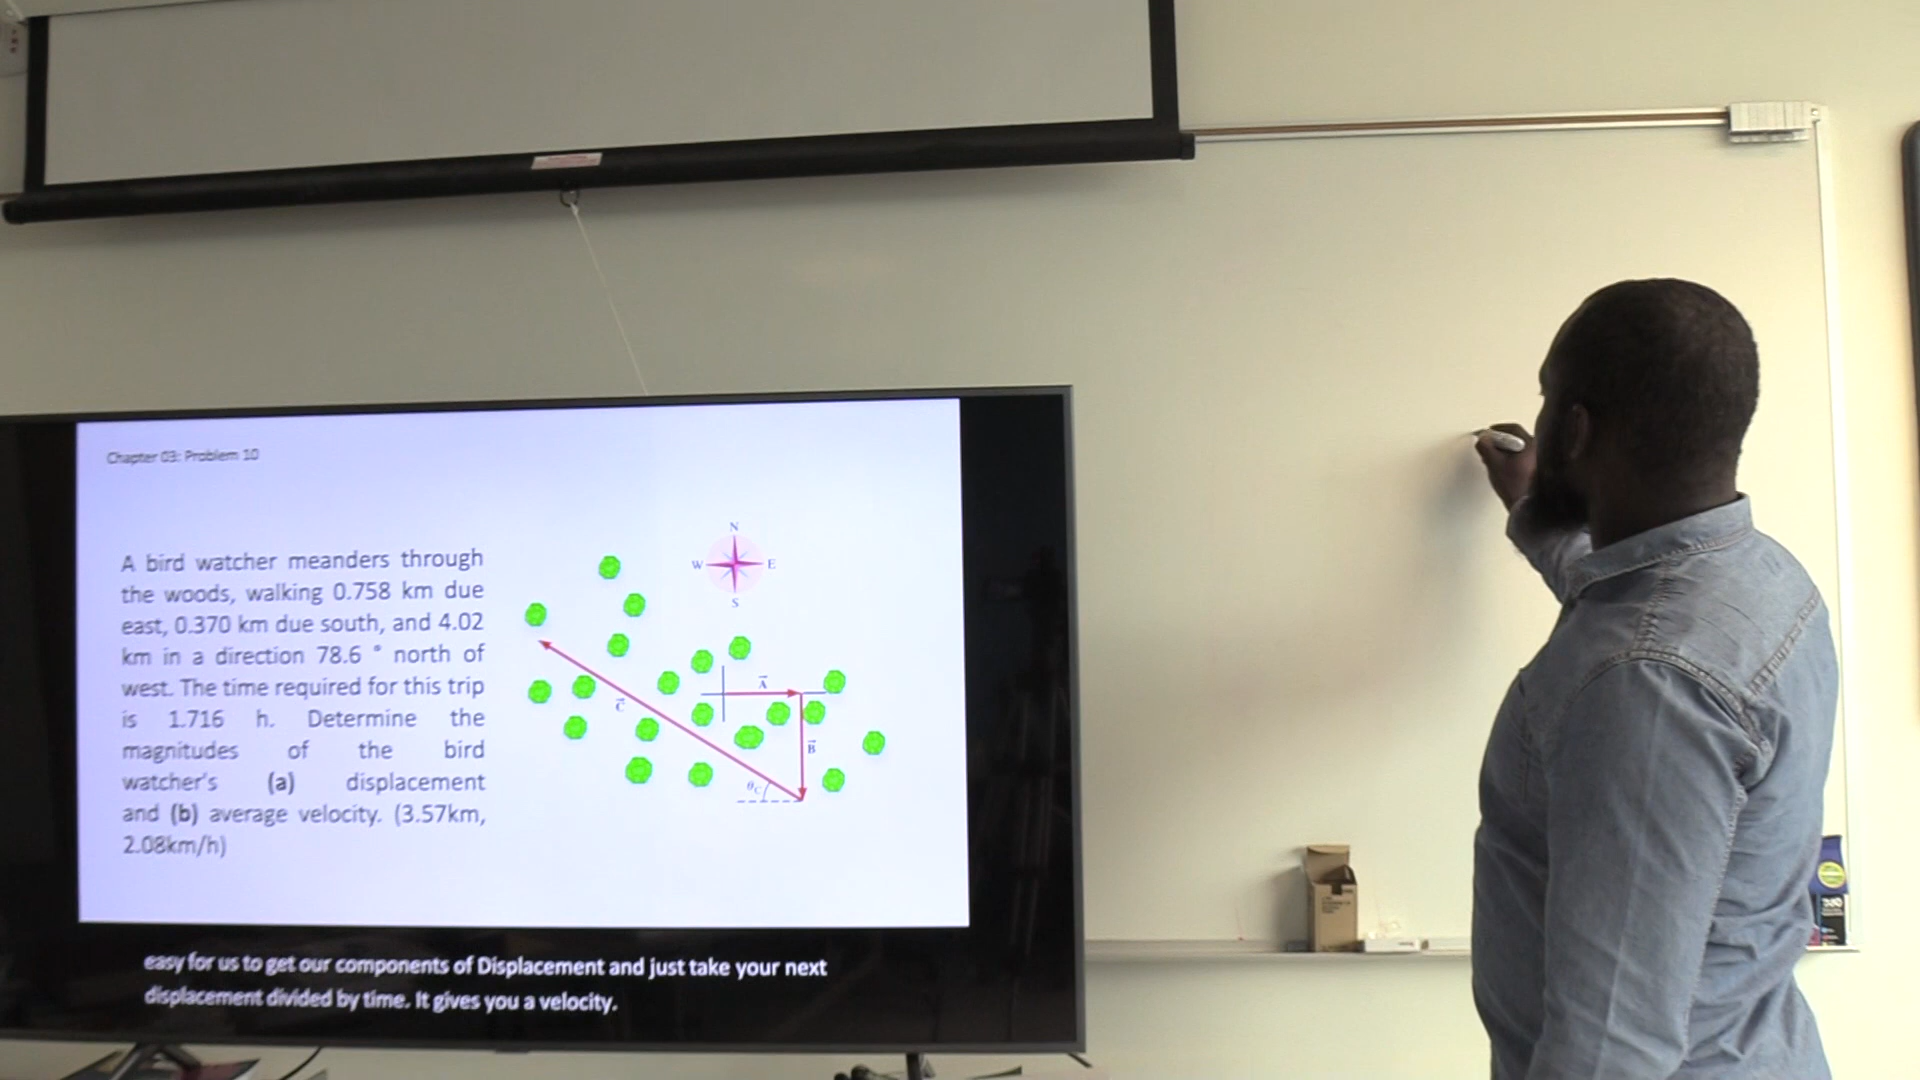 Chapter 03: Problem 10
A bird watcher meanders through
the woods, walking 0.758 km due
east, 0.370 km due south, and 4.02
km in a direction 78.6 ° north of
west. The time required for this trip
is 1.716 h. Determine the
magnitudes of the bird
watcher's (a) displacement
and (b) average velocity. (3.57km,
2.08km/h)
N
W E
S
A
C
B
θC
easy for us to get our components of Displacement and just take your next
displacement divided by time. It gives you a velocity.